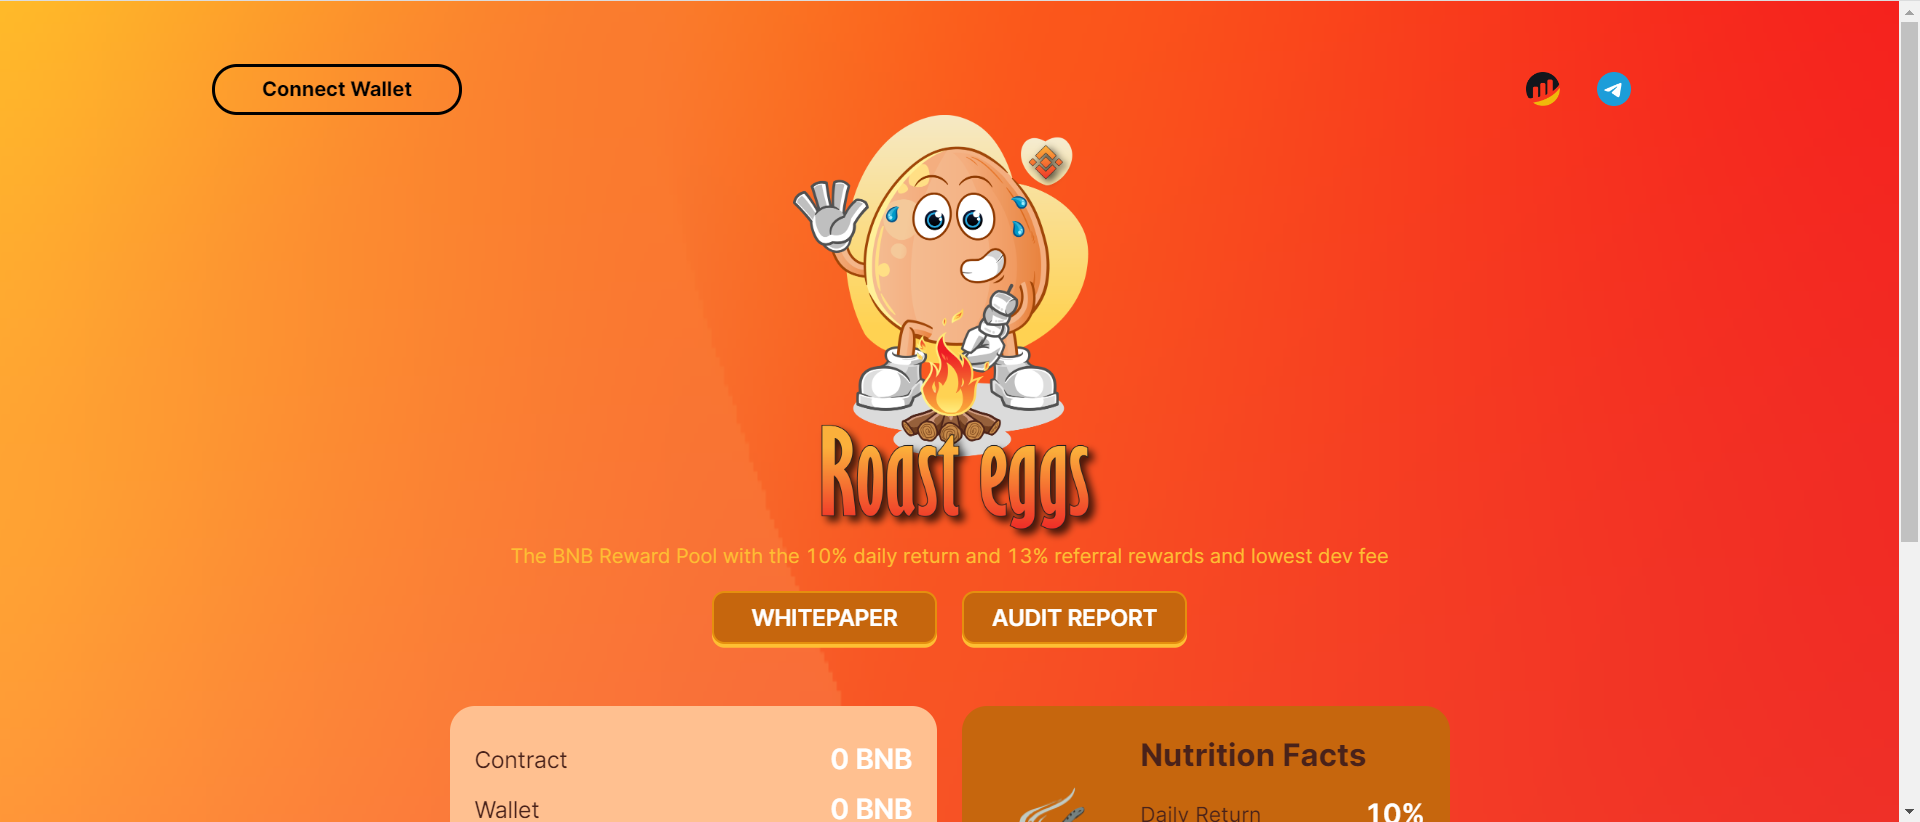 Connect Wallet
Roast eggs
The BNB Reward Pool with the 10% daily return and 13% referral rewards and lowest dev fee
WHITEPAPER
AUDIT REPORT
Contract 0 BNB
Wallet 0 BNB
Nutrition Facts
Daily Return 10%